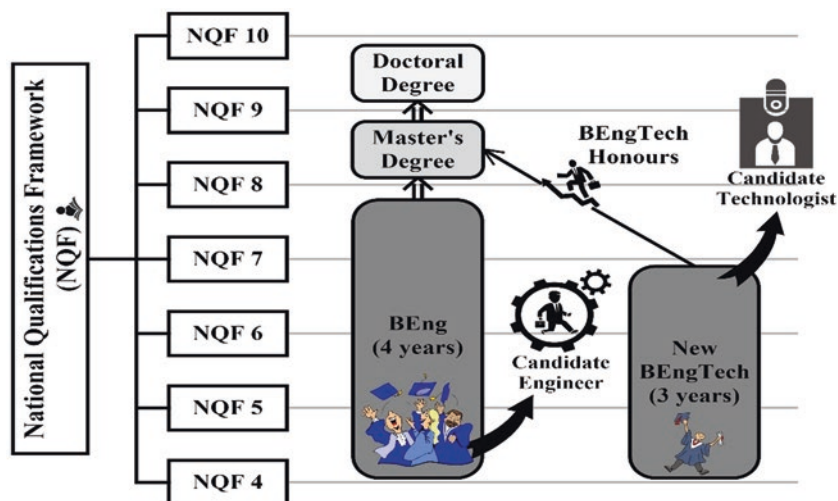 National Qualifications Framework
(NQF)
NQF 10
NQF 9
NQF 8
NQF 7
NQF 6
NQF 5
NQF 4
Doctoral
Degree
Master's
Degree
BEng
(4 years)
Candidate
Engineer
BEngTech
Honours
Candidate
Technologist
New
BEngTech
(3 years)